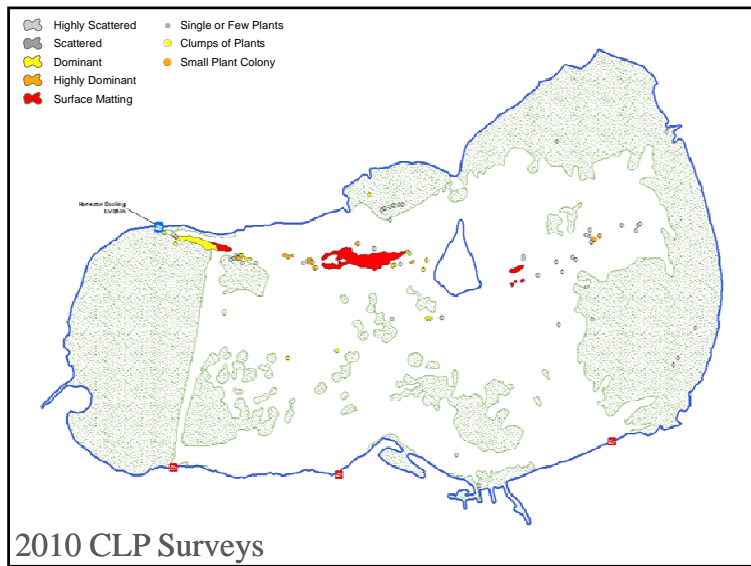 Highly Scattered
Scattered
Dominant
Highly Dominant
Surface Matting
Single or Few Plants
Clumps of Plants
Small Plant Colony
2010 CLP Surveys